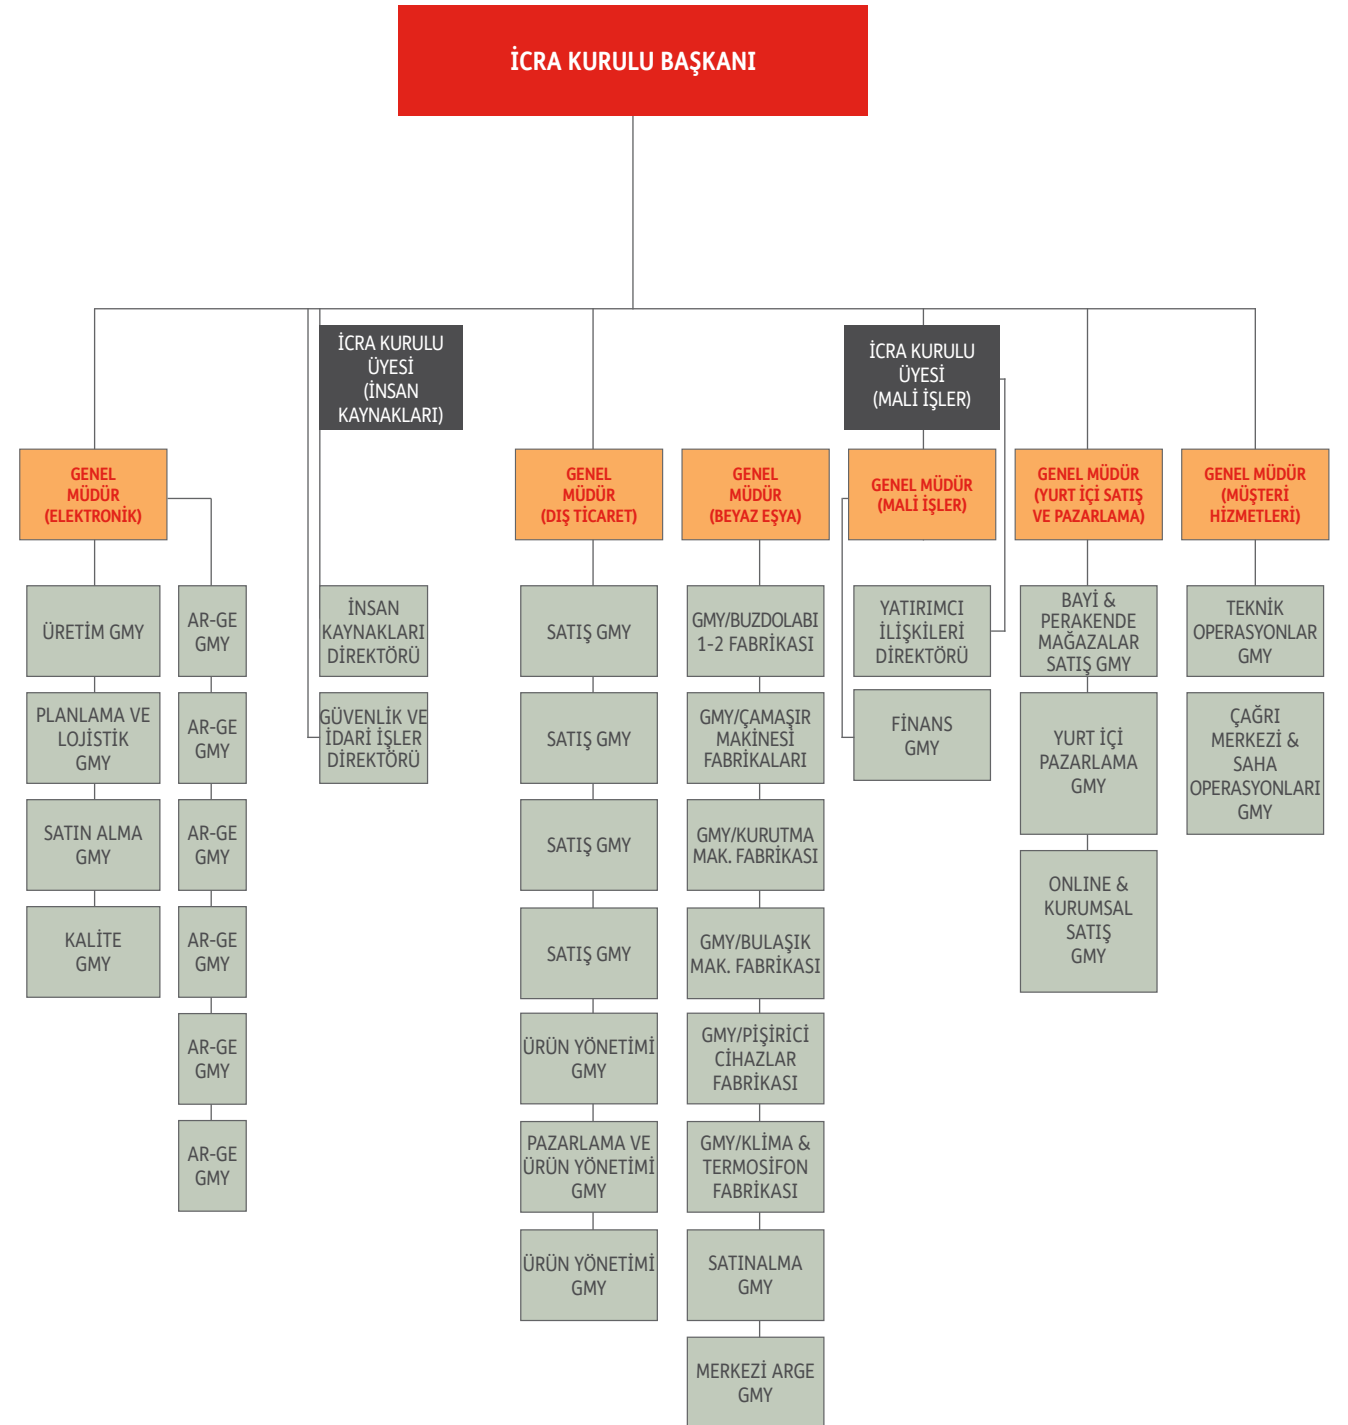 İCRA KURULU BAŞKANI
İCRA KURULU
ÜYESİ
(İNSAN
KAYNAKLARI)
İCRA KURULU
ÜYESİ
(MALİ İŞLER)
GENEL
MÜDÜR
(ELEKTRONİK)
GENEL
MÜDÜR
(DIŞ TİCARET)
GENEL
MÜDÜR
(BEYAZ EŞYA)
GENEL MÜDÜR
(MALİ İŞLER)
GENEL MÜDÜR
(YURT İÇİ SATIŞ
VE PAZARLAMA)
GENEL MÜDÜR
(MÜŞTERİ
HİZMETLERİ)
ÜRETİM GMY
PLANLAMA VE
LOJİSTİK
GMY
SATIN ALMA
GMY
KALİTE
GMY
AR-GE
GMY
AR-GE
GMY
AR-GE
GMY
AR-GE
GMY
AR-GE
GMY
AR-GE
GMY
İNSAN
KAYNAKLARI
DİREKTÖRÜ
GÜVENLİK VE
İDARİ İŞLER
DİREKTÖRÜ
SATIŞ GMY
SATIŞ GMY
SATIŞ GMY
SATIŞ GMY
ÜRÜN YÖNETİMİ
GMY
PAZARLAMA VE
ÜRÜN YÖNETİMİ
GMY
ÜRÜN YÖNETİMİ
GMY
GMY/BUZDOLABI
1-2 FABRİKASI
GMY/ÇAMAŞIR
MAKİNESİ
FABRİKALARI
GMY/KURUTMA
MAK. FABRİKASI
GMY/BULAŞIK
MAK. FABRİKASI
GMY/PİŞİRİCİ
CİHAZLAR
FABRİKASI
GMY/KLİMA &
TERMOSİFON
FABRİKASI
SATINALMA
GMY
MERKEZİ ARGE
GMY
YATIRIMCI
İLİŞKİLERİ
DİREKTÖRÜ
FİNANS
GMY
BAYİ &
PERAKENDE
MAĞAZALAR
SATIŞ GMY
YURT İÇİ
PAZARLAMA
GMY
ONLINE &
KURUMSAL
SATIŞ
GMY
TEKNİK
OPERASYONLAR
GMY
ÇAĞRI
MERKEZİ &
SAHA
OPERASYONLARI
GMY